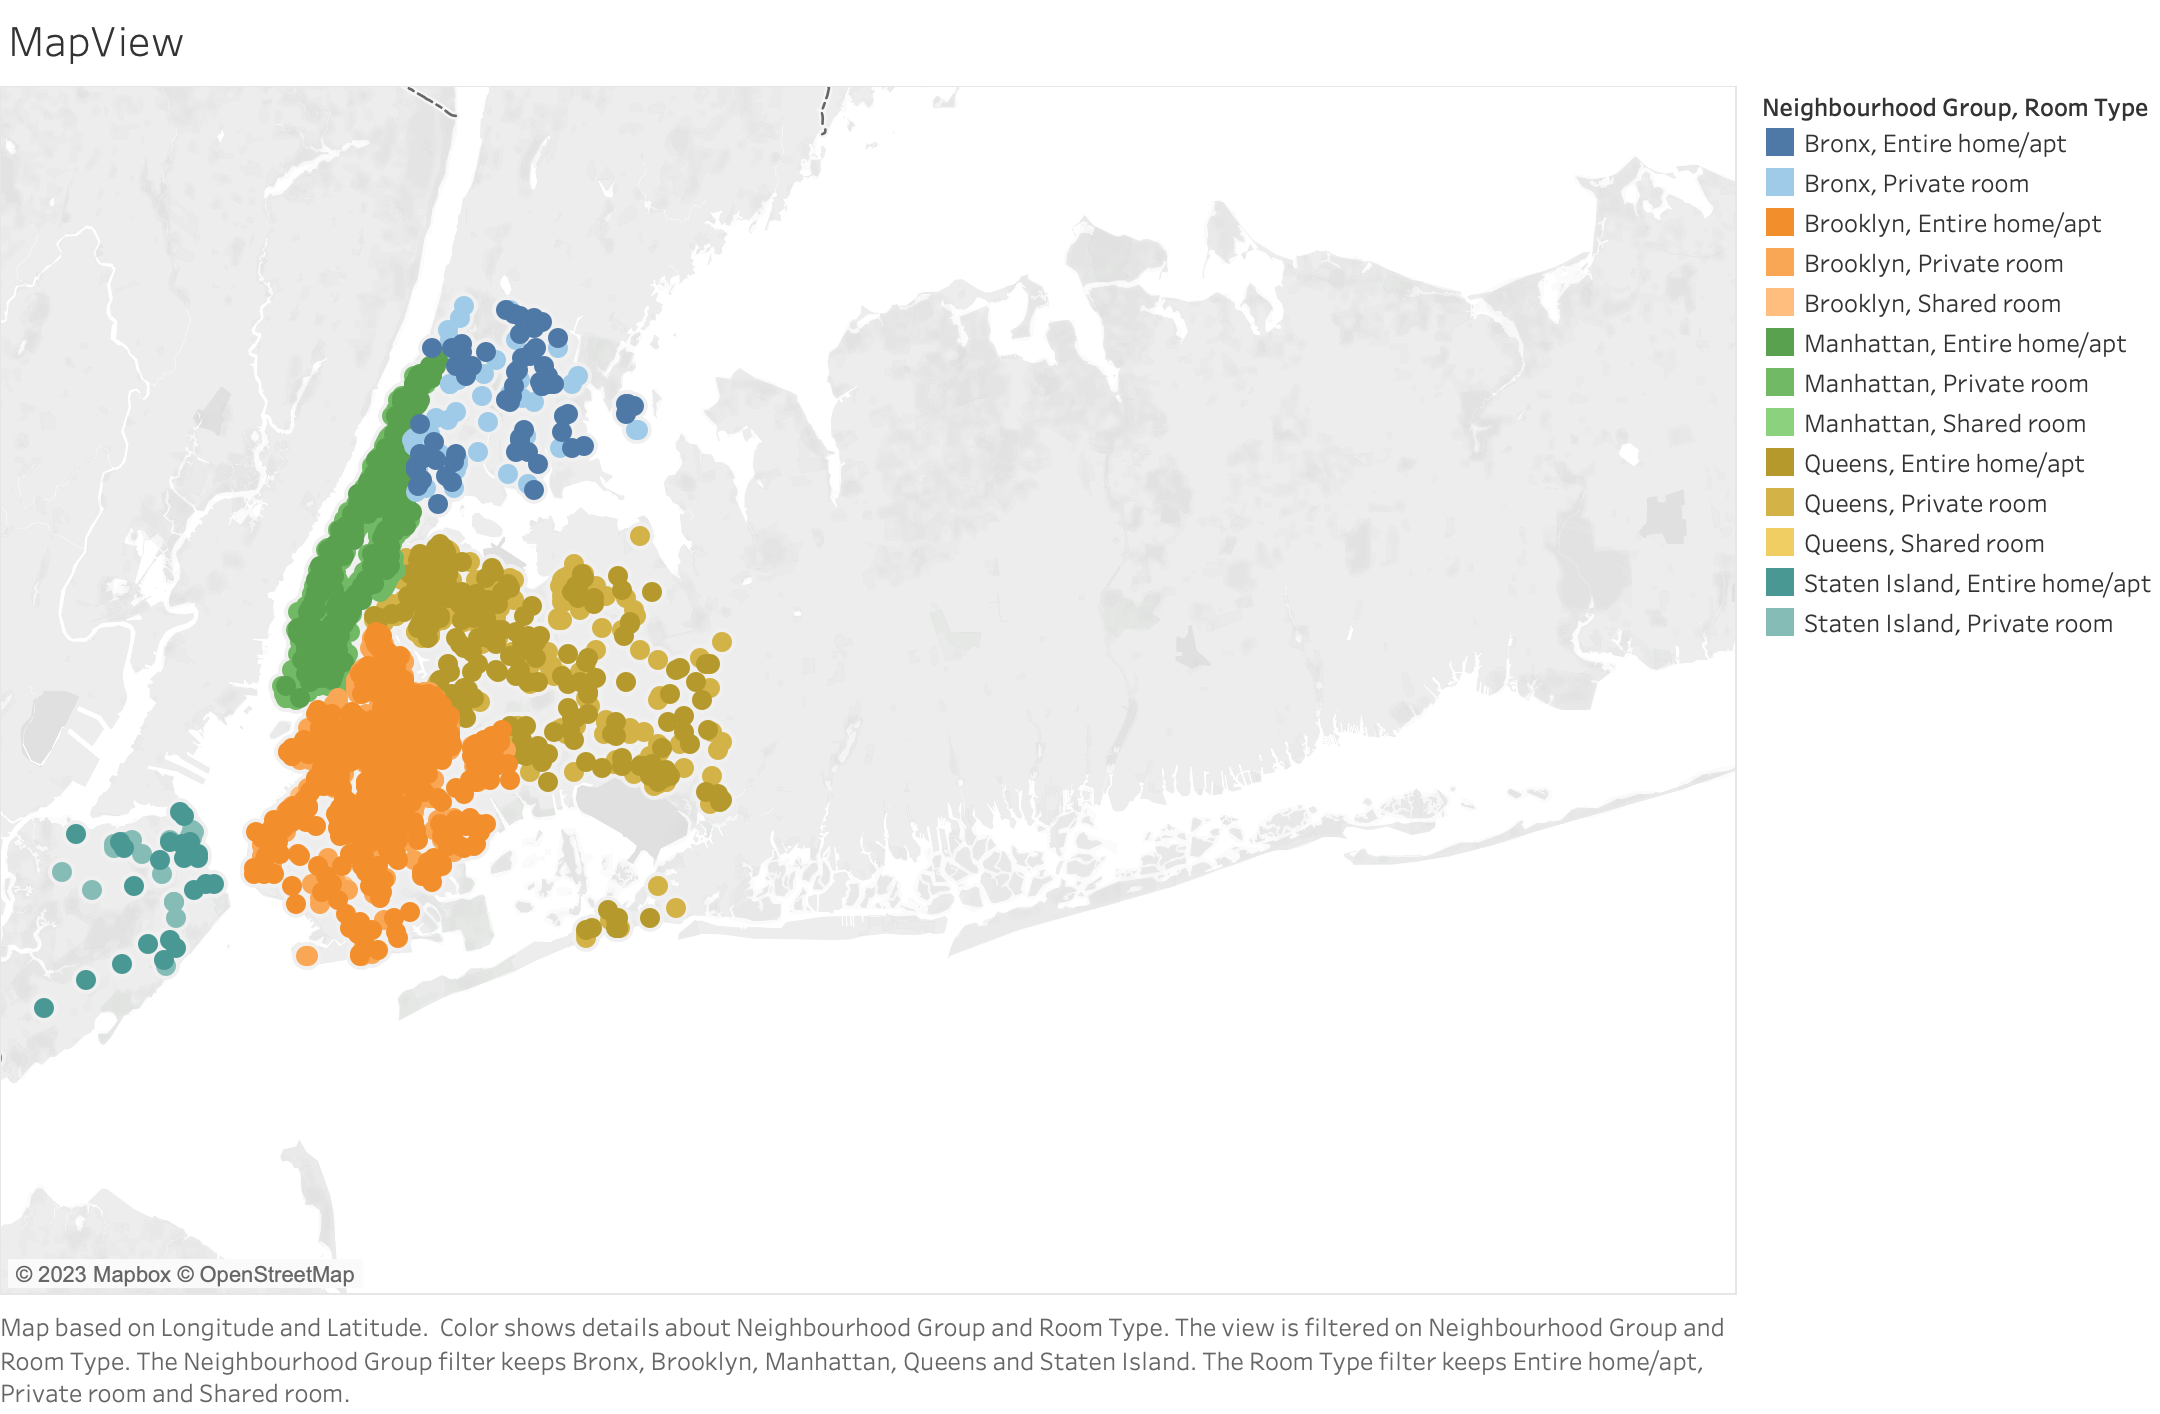 MapView
Neighbourhood Group, Room Type
Bronx, Entire home/apt
Bronx, Private room
Brooklyn, Entire home/apt
Brooklyn, Private room
Brooklyn, Shared room
Manhattan, Entire home/apt
Manhattan, Private room
Manhattan, Shared room
Queens, Entire home/apt
Queens, Private room
Queens, Shared room
Staten Island, Entire home/apt
Staten Island, Private room
© 2023 Mapbox © OpenStreetMap
Map based on Longitude and Latitude.  Color shows details about Neighbourhood Group and Room Type. The view is filtered on Neighbourhood Group and
Room Type. The Neighbourhood Group filter keeps Bronx, Brooklyn, Manhattan, Queens and Staten Island. The Room Type filter keeps Entire home/apt,
Private room and Shared room.